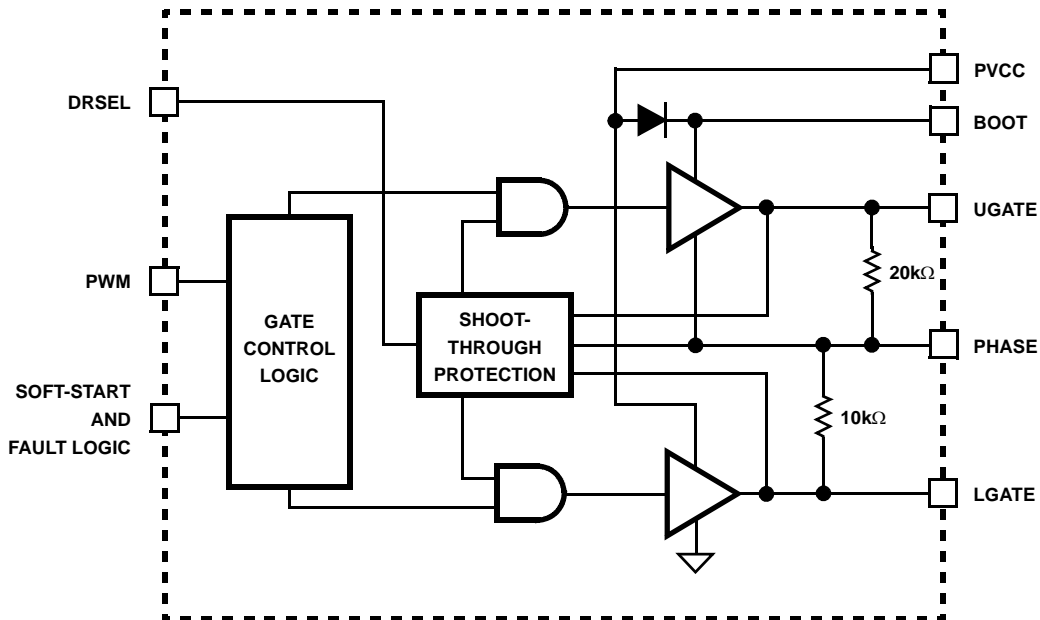 PVCC
DRSEL
BOOT
UGATE
PWM
20kΩ
GATE
CONTROL
LOGIC
SHOOT-
THROUGH
PROTECTION
PHASE
SOFT-START
AND
FAULT LOGIC
10kΩ
LGATE